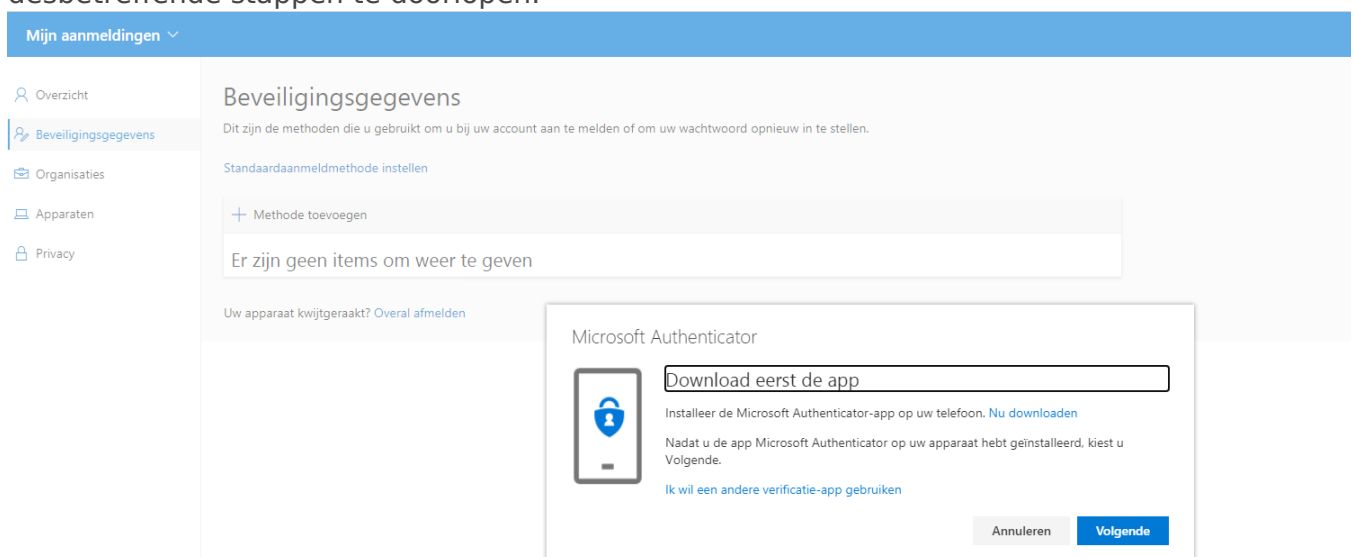 desbetreffende stappen te doorlopen.
Mijn aanmeldingen
Overzicht
Beveiligingsgegevens
Organisaties
Apparaten
Privacy
Beveiligingsgegevens
Dit zijn de methoden die u gebruikt om u bij uw account aan te melden of om uw wachtwoord opnieuw in te stellen.
Standaardaanmeldmethode instellen
Methode toevoegen
Er zijn geen items om weer te geven
Uw apparaat kwijtgeraakt? Overal afmelden
Microsoft Authenticator
Download eerst de app
Installeer de Microsoft Authenticator-app op uw telefoon. Nu downloaden
Nadat u de app Microsoft Authenticator op uw apparaat hebt geïnstalleerd, kiest u
Volgende.
Ik wil een andere verificatie-app gebruiken
Annuleren
Volgende